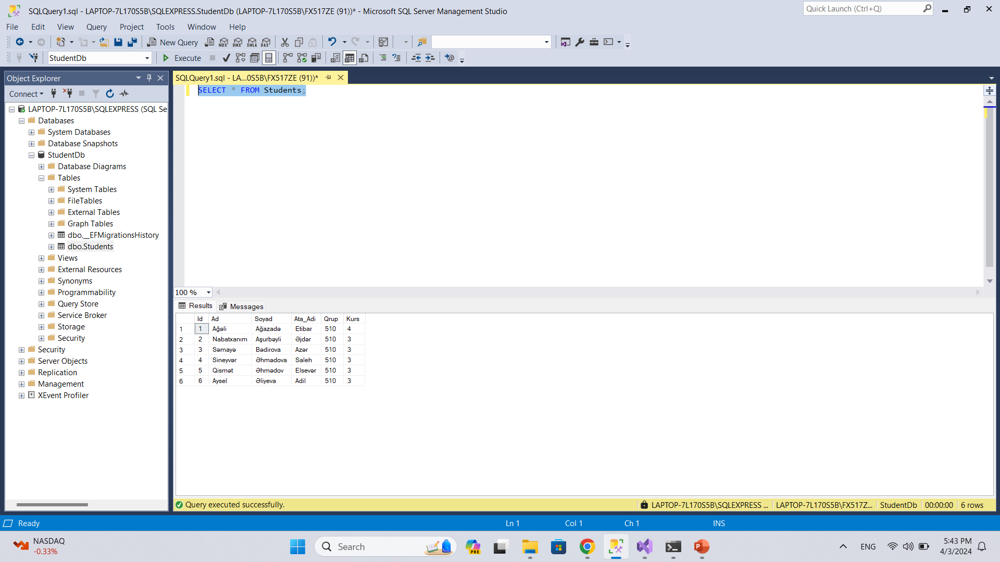 SQLQuery1.sql - LAPTOP-7L170S5B\SQLEXPRESS.StudentDb (LAPTOP-7L170S5B\FX517ZE (91))* - Microsoft SQL Server Management Studio
Quick Launch (Ctrl+Q)
File Edit View Query Project Tools Window Help
New Query MDX DMX XMLA DAX
StudentDb Execute
Object Explorer
SQLQuery1.sql - LA...0S5B\FX517ZE (91))*
Connect
SELECT * FROM Students;
LAPTOP-7L170S5B\SQLEXPRESS (SQL Se
Databases
System Databases
Database Snapshots
StudentDb
Database Diagrams
Tables
System Tables
FileTables
External Tables
Graph Tables
dbo.__EFMigrationsHistory
dbo.Students
Views
External Resources
Synonyms
Programmability
Query Store
Service Broker
Storage
Security
Security
Server Objects
Replication
Management
XEvent Profiler
100 %
Results Messages
Id Ad Soyad Ata_Adi Qrup Kurs
1 1 Ağəli Ağazadə Etibar 510 4
2 2 Nabatxanım Aşurbəyli Əjdər 510 3
3 3 Səmayə Bədirova Azər 510 3
4 4 Sineyvər Əhmədova Saleh 510 3
5 5 Qismət Əhmədov Elsevər 510 3
6 6 Aysel Əliyeva Adil 510 3
Query executed successfully.
LAPTOP-7L170S5B\SQLEXPRESS ... LAPTOP-7L170S5B\FX517Z... StudentDb 00:00:00 6 rows
Ready Ln 1 Col 1 Ch 1 INS
NASDAQ
-0.33%
Search
PRE
ENG
5:43 PM
4/3/2024